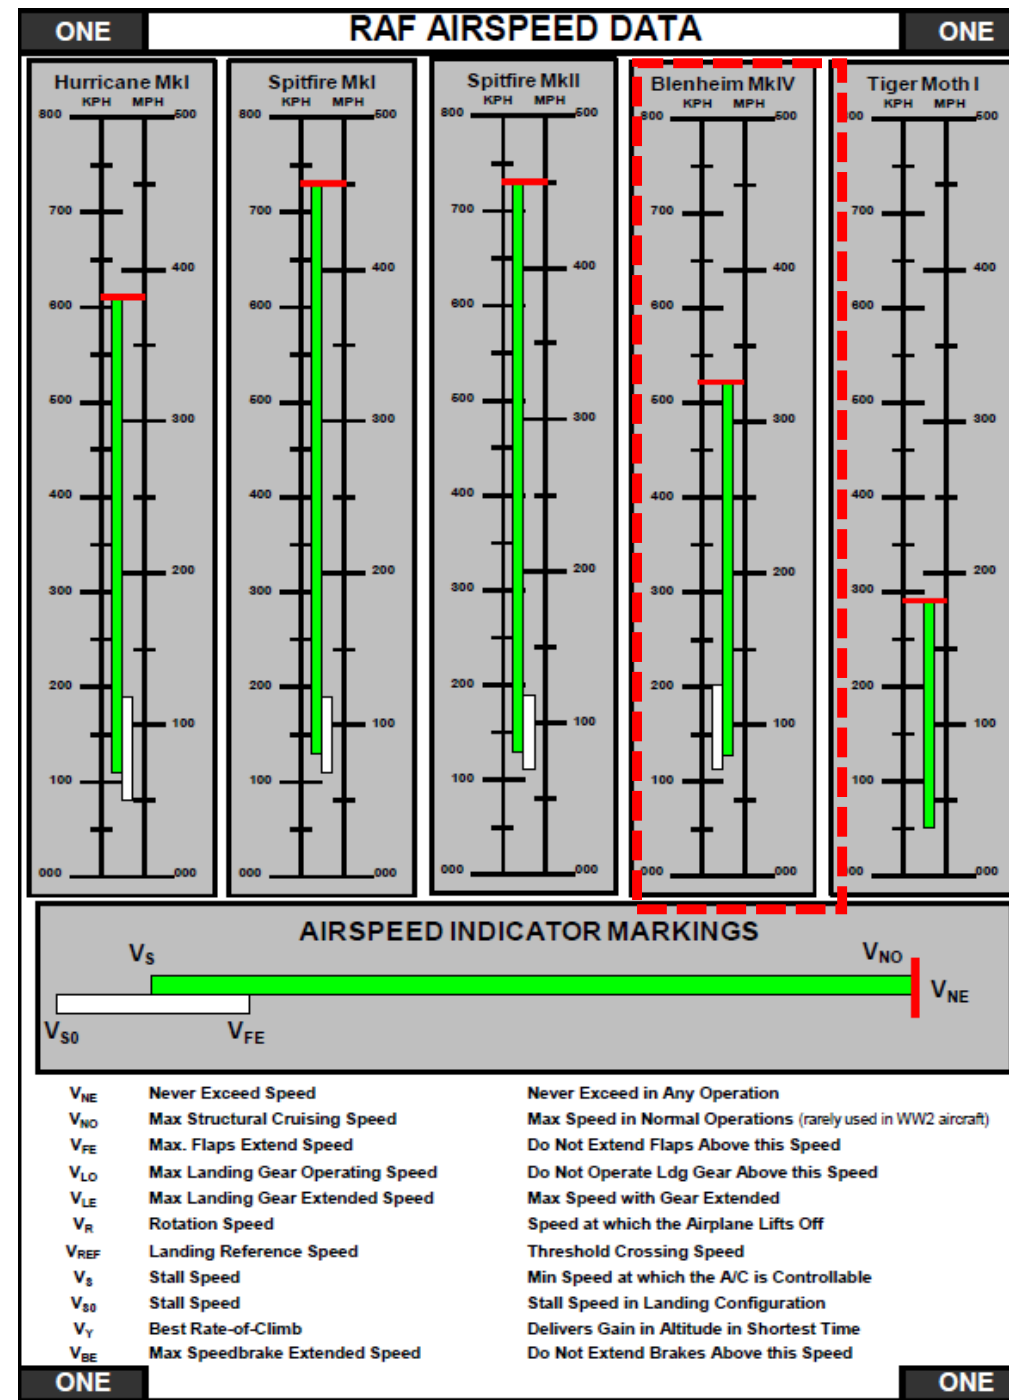 ONE RAF AIRSPEED DATA ONE
Hurricane MkI Spitfire MkI Spitfire MkII Blenheim MkIV Tiger Moth I
KPH MPH KPH MPH KPH MPH KPH MPH KPH MPH
800 500 800 500 800 500 800 500 00 500
700 700 700 700 700
400 400 400 400 400
600 600 600 600 600
500 300 500 300 500 300 500 300 500 300
400 400 400 400 400
300 200 300 200 300 200 300 200 300 200
200 200 200 200 200
100 100 100 100 100
100 100 100 100 100
000 000 000 000 000 000 000 000 00 000
AIRSPEED INDICATOR MARKINGS
VS VNO
VNE
VS0 VFE
VNE Never Exceed Speed Never Exceed in Any Operation
VNO Max Structural Cruising Speed Max Speed in Normal Operations (rarely used in WW2 aircraft)
VFE Max. Flaps Extend Speed Do Not Extend Flaps Above this Speed
VLO Max Landing Gear Operating Speed Do Not Operate Ldg Gear Above this Speed
VLE Max Landing Gear Extended Speed Max Speed with Gear Extended
VR Rotation Speed Speed at which the Airplane Lifts Off
VREF Landing Reference Speed Threshold Crossing Speed
VS Stall Speed Min Speed at which the A/C is Controllable
VS0 Stall Speed Stall Speed in Landing Configuration
VY Best Rate-of-Climb Delivers Gain in Altitude in Shortest Time
VBE Max Speedbrake Extended Speed Do Not Extend Brakes Above this Speed
ONE ONE